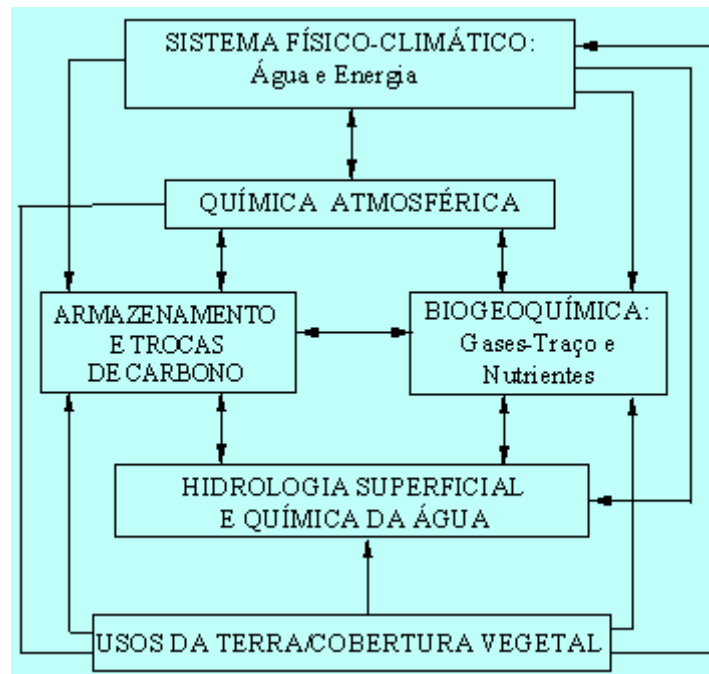 SISTEMA FÍSICO-CLIMÁTICO:
Água e Energia
QUÍMICA ATMOSFÉRICA
ARMAZENAMENTO
E TROCAS
DE CARBONO
BIOGEOQUÍMICA:
Gases-Traço e
Nutrientes
HIDROLOGIA SUPERFICIAL
E QUÍMICA DA ÁGUA
USOS DA TERRA/COBERTURA VEGETAL